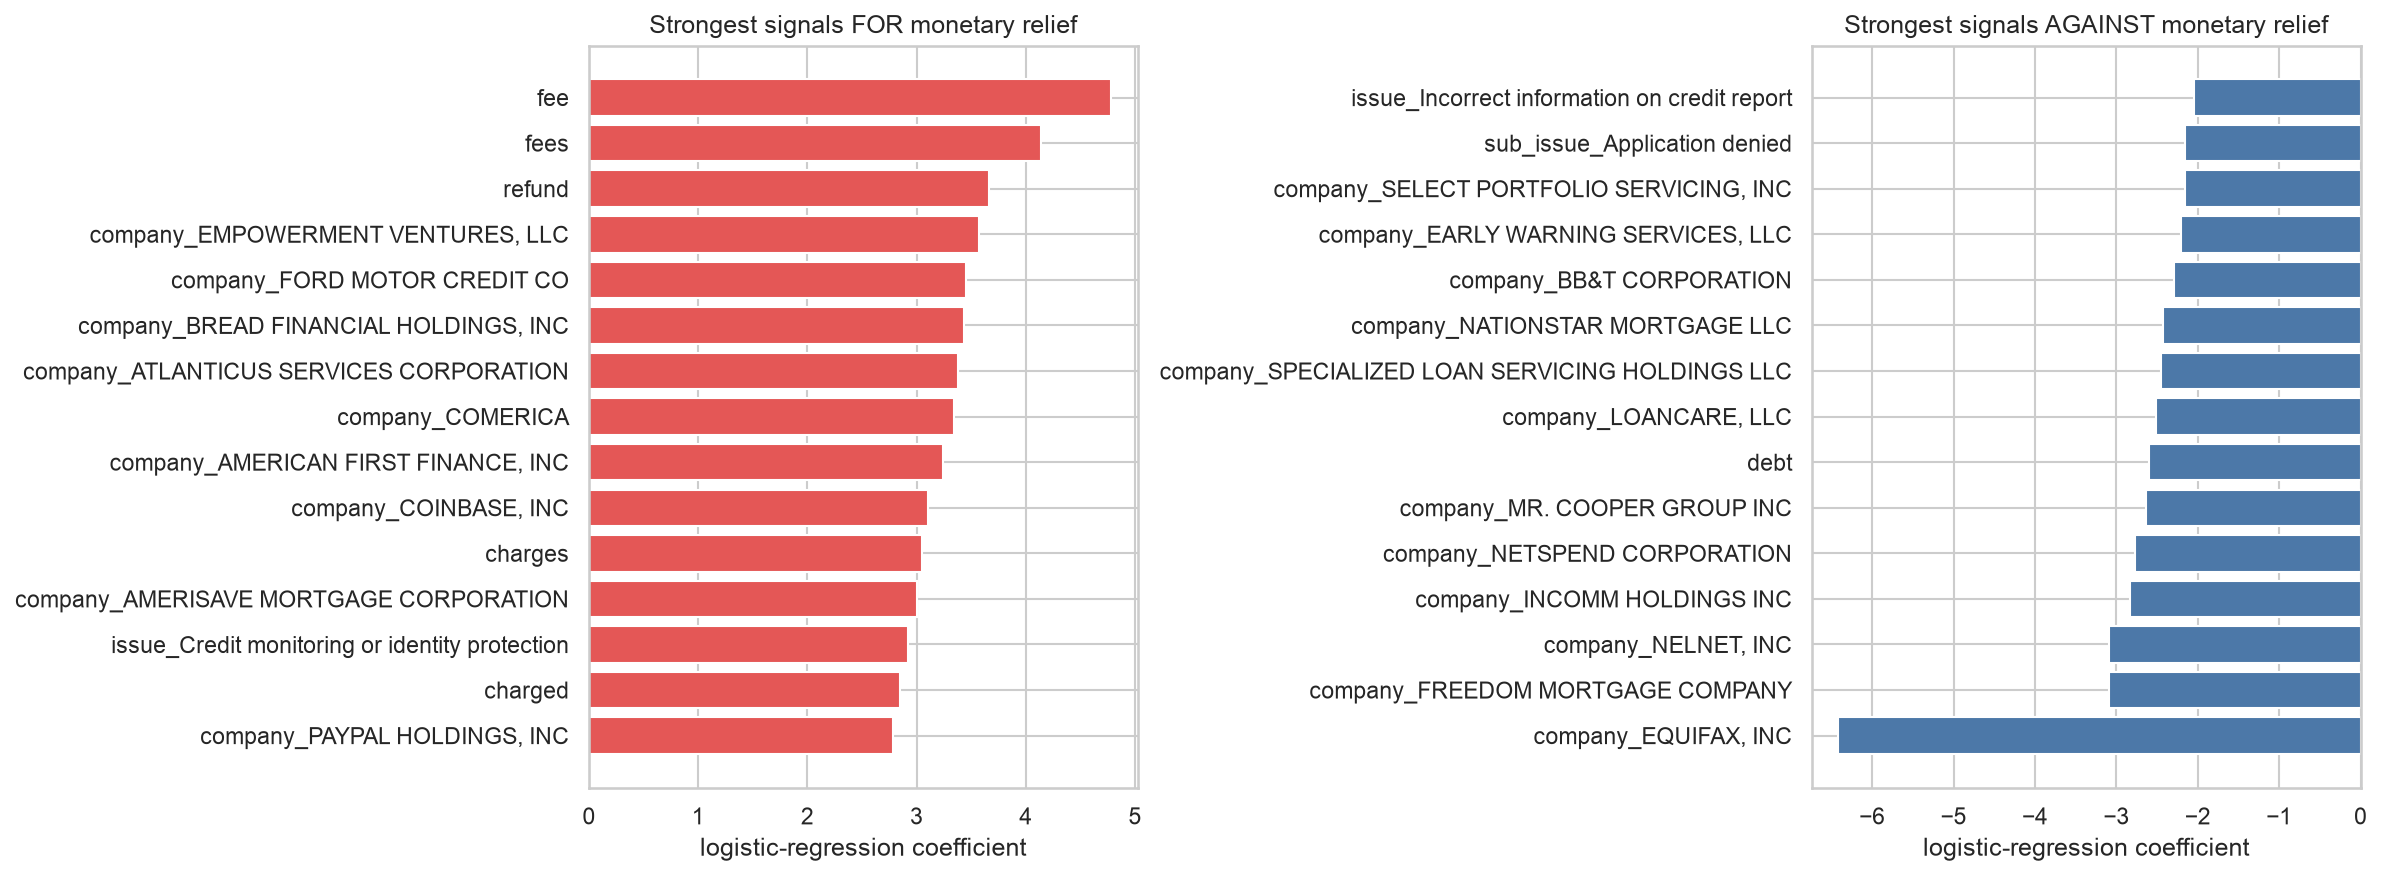 Strongest signals FOR monetary relief
fee
fees
refund
company_EMPOWERMENT VENTURES, LLC
company_FORD MOTOR CREDIT CO
company_BREAD FINANCIAL HOLDINGS, INC
company_ATLANTICUS SERVICES CORPORATION
company_COMERICA
company_AMERICAN FIRST FINANCE, INC
company_COINBASE, INC
charges
company_AMERISAVE MORTGAGE CORPORATION
issue_Credit monitoring or identity protection
charged
company_PAYPAL HOLDINGS, INC
0 1 2 3 4 5
logistic-regression coefficient
Strongest signals AGAINST monetary relief
issue_Incorrect information on credit report
sub_issue_Application denied
company_SELECT PORTFOLIO SERVICING, INC
company_EARLY WARNING SERVICES, LLC
company_BB&T CORPORATION
company_NATIONSTAR MORTGAGE LLC
company_SPECIALIZED LOAN SERVICING HOLDINGS LLC
company_LOANCARE, LLC
debt
company_MR. COOPER GROUP INC
company_NETSPEND CORPORATION
company_INCOMM HOLDINGS INC
company_NELNET, INC
company_FREEDOM MORTGAGE COMPANY
company_EQUIFAX, INC
−6 −5 −4 −3 −2 −1 0
logistic-regression coefficient